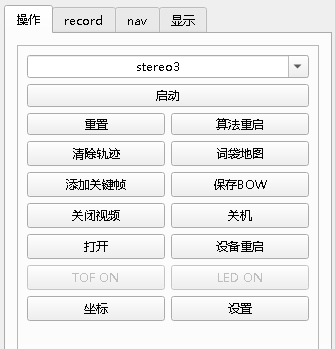 操作 record nav 显示
stereo3
启动
重置 算法重启
清除轨迹 词袋地图
添加关键帧 保存BOW
关闭视频 关机
打开 设备重启
TOF ON LED ON
坐标 设置